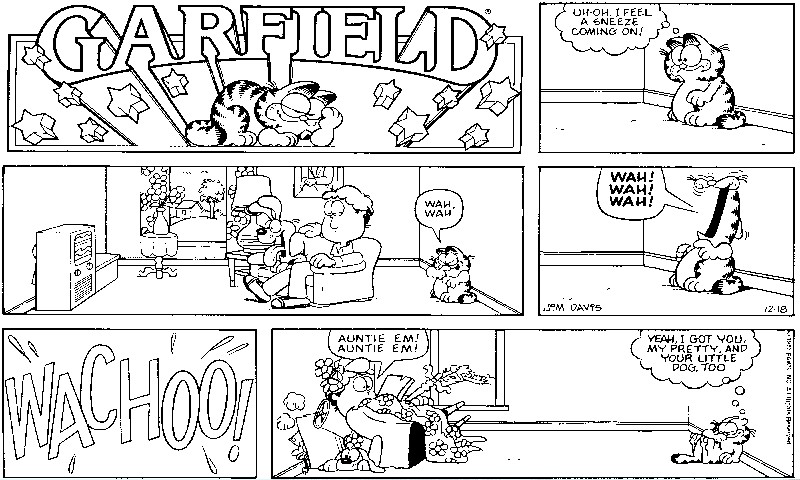 GARFIELD
UH-OH. I FEEL
A SNEEZE
COMING ON!
WAH,
WAH
WAH!
WAH!
WAH!
JIM DAVIS
12-18
WACHOO!
AUNTIE EM!
AUNTIE EM!
YEAH, I GOT YOU,
MY PRETTY, AND
YOUR LITTLE
DOG, TOO